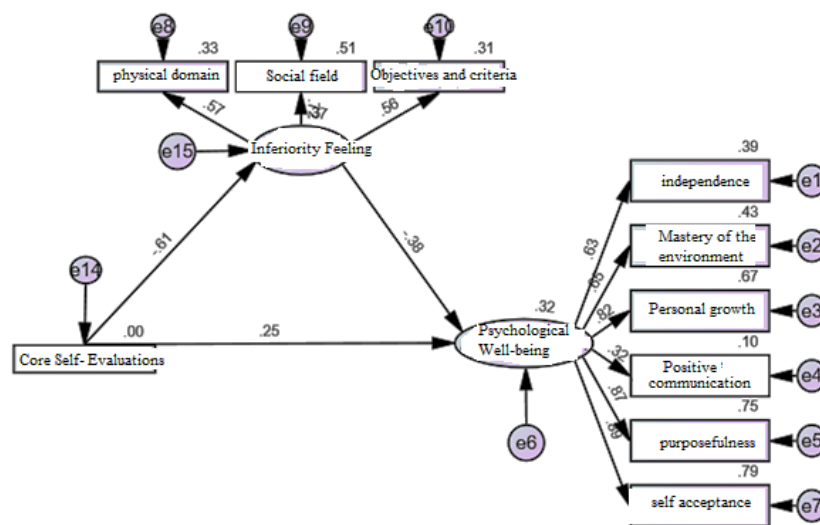 e8
e9
e10
.33
.51
.31
physical domain
Social field
Objectives and criteria
.57
.37
.56
e15
Inferiority Feeling
.39
independence
e1
-.61
-.38
.63
.43
Mastery of the
environment
e2
e14
.65
.67
.32
.82
Personal growth
e3
.00
.25
Psychological
Well-being
Core Self- Evaluations
.32
.10
Positive
communication
e4
.87
.75
e6
.89
purposefulness
e5
.79
self acceptance
e7